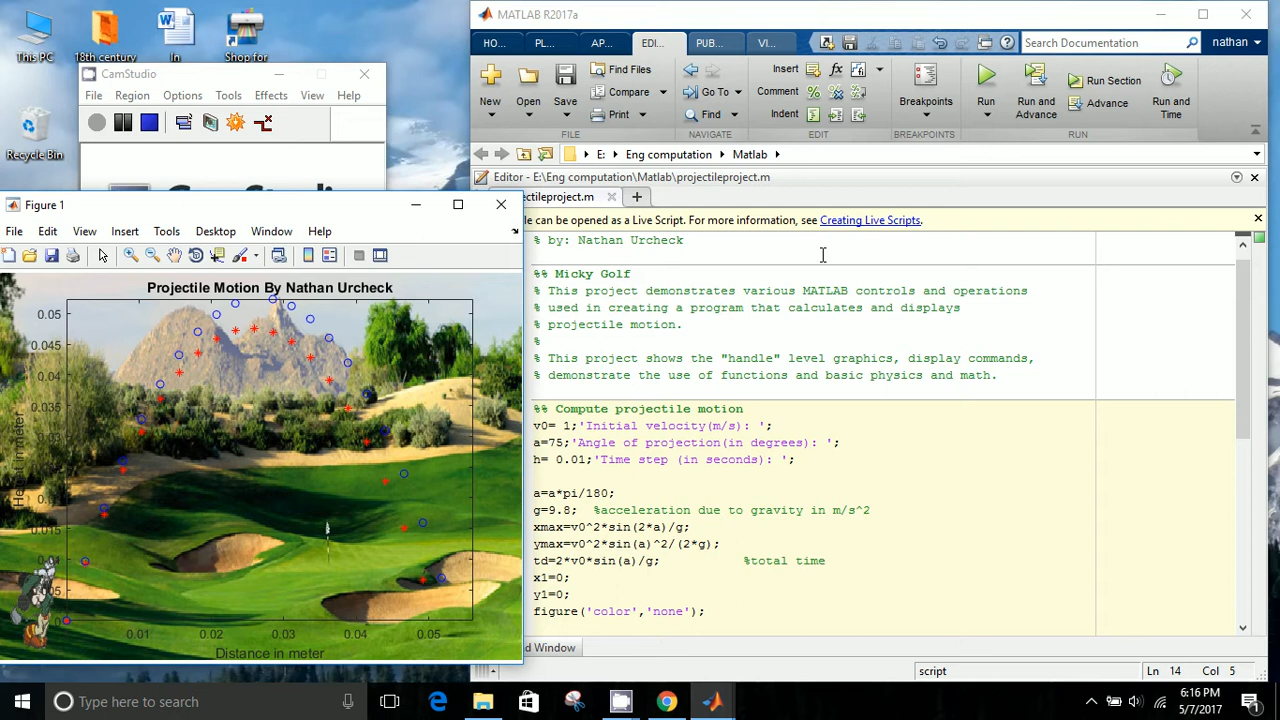 This PC
18th century
In
Shop for
Recycle Bin
CamStudio
File Region Options Tools Effects View Help
MATLAB R2017a
HO... PL... AP... EDI... PUB... VI...
Search Documentation
nathan
New
Open
Save
Find Files
Compare
Print
FILE
Go To
Find
NAVIGATE
Insert
Comment
Indent
EDIT
Breakpoints
BREAKPOINTS
Run
Run and Advance
Run Section
Advance
Run and Time
RUN
E: Eng computation Matlab
Editor - E:\Eng computation\Matlab\projectileproject.m
ectileproject.m
le can be opened as a Live Script. For more information, see Creating Live Scripts.
% by: Nathan Urcheck
%% Micky Golf
% This project demonstrates various MATLAB controls and operations
% used in creating a program that calculates and displays
% projectile motion.
%
% This project shows the "handle" level graphics, display commands,
% demonstrate the use of functions and basic physics and math.
%% Compute projectile motion
v0= 1;'Initial velocity(m/s): ';
a=75;'Angle of projection(in degrees): ';
h= 0.01;'Time step (in seconds): ';
a=a*pi/180;
g=9.8; %acceleration due to gravity in m/s^2
xmax=v0^2*sin(2*a)/g;
ymax=v0^2*sin(a)^2/(2*g);
td=2*v0*sin(a)/g; %total time
x1=0;
y1=0;
figure('color','none');
d Window
script
Ln 14 Col 5
Figure 1
File Edit View Insert Tools Desktop Window Help
Projectile Motion By Nathan Urcheck
0.05
0.045
0.04
0.035
0.015
0.01 0.02 0.03 0.04 0.05
Distance in meter
Type here to search
6:16 PM
5/7/2017